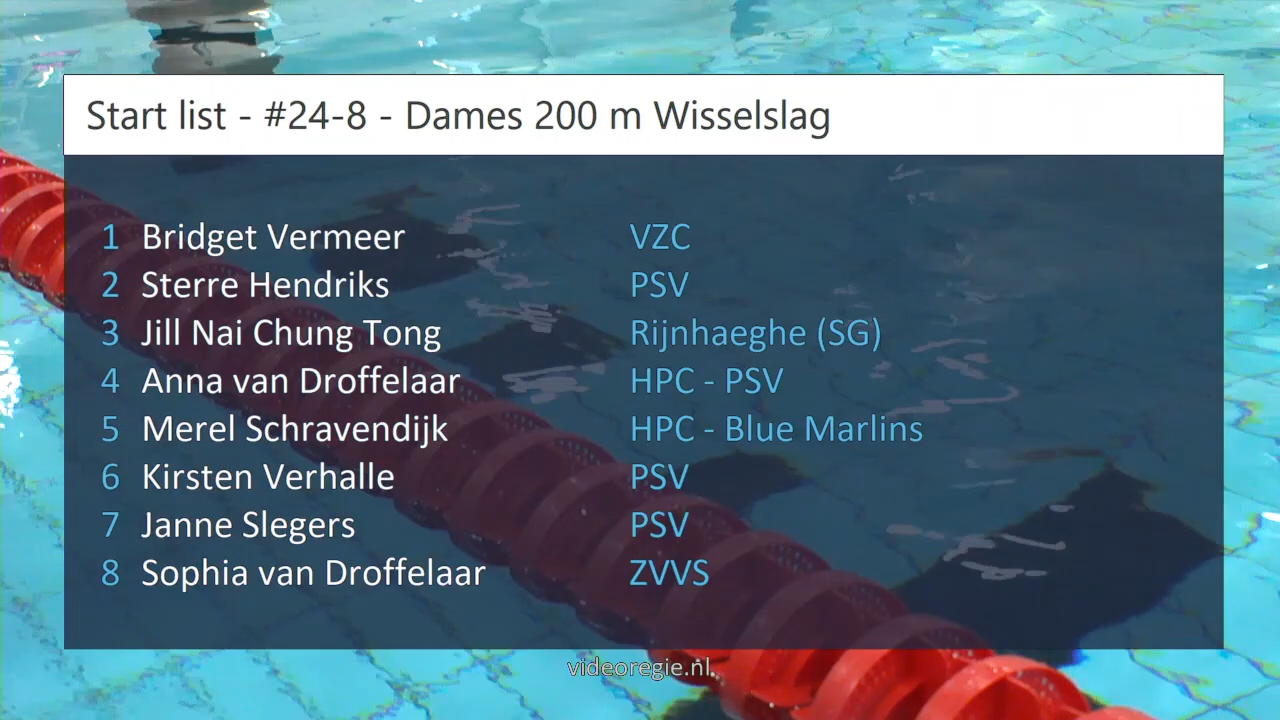 Start list - #24-8 - Dames 200 m Wisselslag
1 Bridget Vermeer VZC
2 Sterre Hendriks PSV
3 Jill Nai Chung Tong Rijnhaeghe (SG)
4 Anna van Droffelaar HPC - PSV
5 Merel Schravendijk HPC - Blue Marlins
6 Kirsten Verhalle PSV
7 Janne Slegers PSV
8 Sophia van Droffelaar ZVVS
videoregie.nl